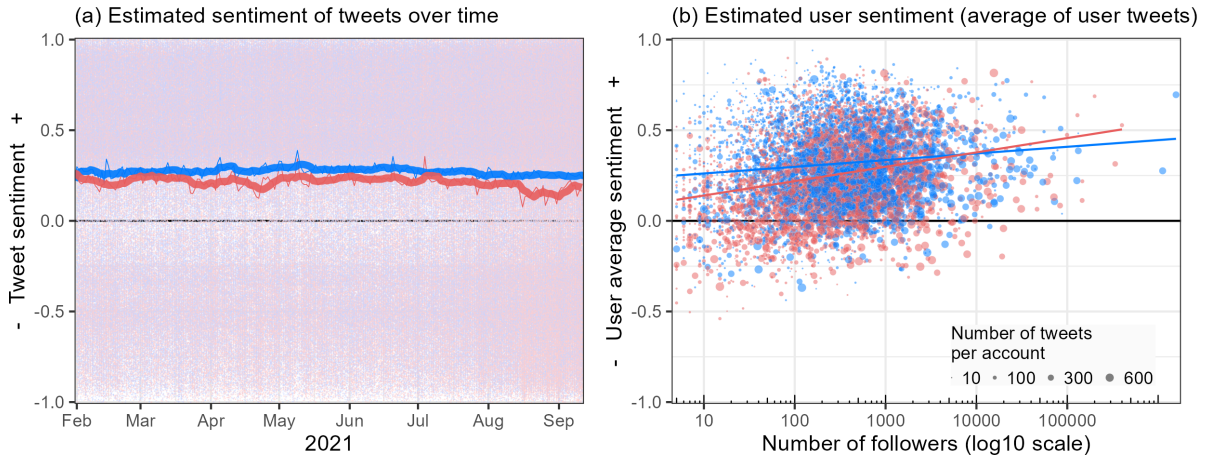 (a) Estimated sentiment of tweets over time
1.0
0.5
0.0
-0.5
-1.0
- Tweet sentiment +
Feb Mar Apr May Jun Jul Aug Sep
2021
(b) Estimated user sentiment (average of user tweets)
1.0
0.5
0.0
-0.5
-1.0
- User average sentiment +
Number of tweets
per account
10 100 300 600
10 100 1000 10000 100000
Number of followers (log10 scale)